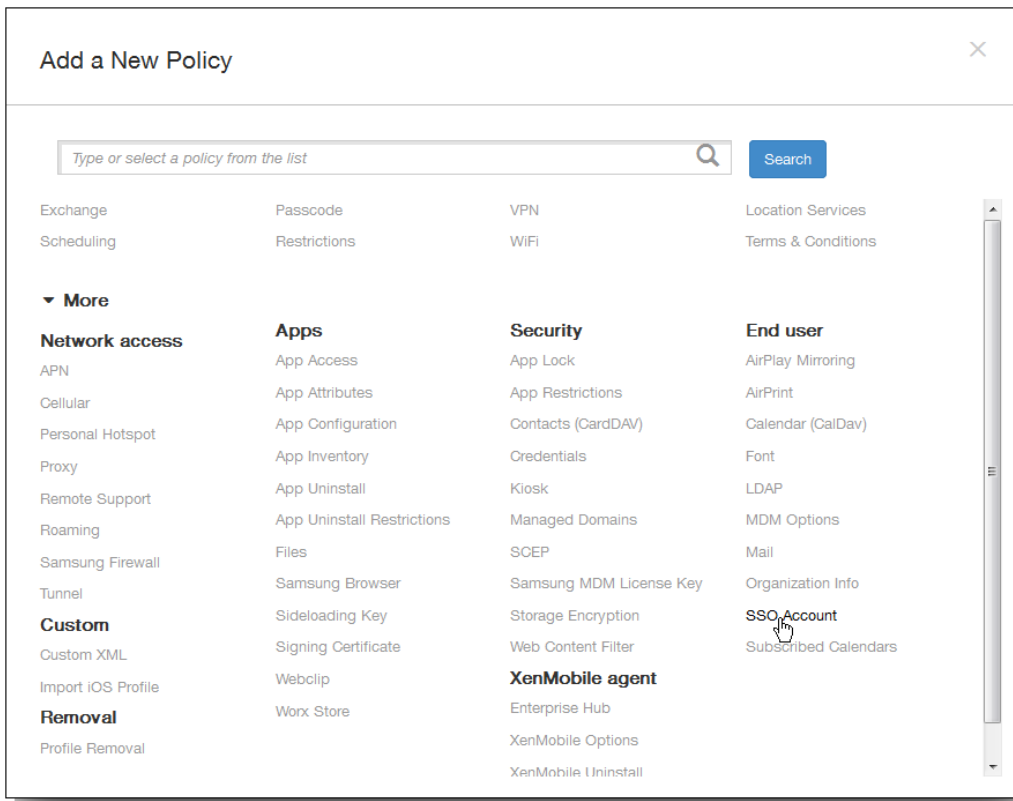 Add a New Policy
Type or select a policy from the list
Search
Exchange
Passcode
VPN
Location Services
Scheduling
Restrictions
WiFi
Terms & Conditions
More
Network access
APN
Cellular
Personal Hotspot
Proxy
Remote Support
Roaming
Samsung Firewall
Tunnel
Custom
Custom XML
Import iOS Profile
Removal
Profile Removal
Apps
App Access
App Attributes
App Configuration
App Inventory
App Uninstall
App Uninstall Restrictions
Files
Samsung Browser
Sideloading Key
Signing Certificate
Webclip
Worx Store
Security
App Lock
App Restrictions
Contacts (CardDAV)
Credentials
Kiosk
Managed Domains
SCEP
Samsung MDM License Key
Storage Encryption
Web Content Filter
XenMobile agent
Enterprise Hub
XenMobile Options
XenMobile Uninstall
End user
AirPlay Mirroring
AirPrint
Calendar (CalDav)
Font
LDAP
MDM Options
Mail
Organization Info
SSO Account
Subscribed Calendars